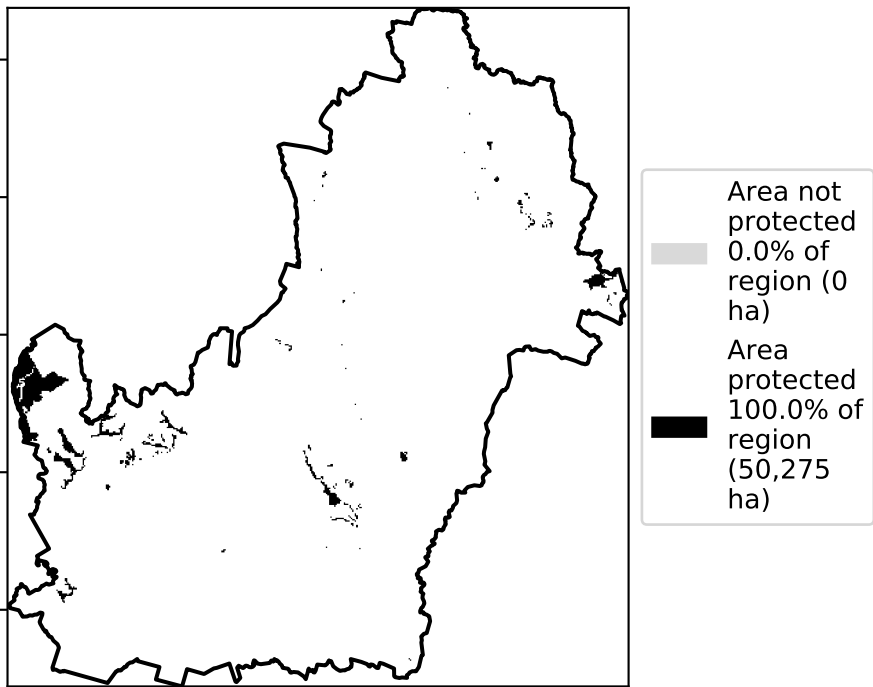 Area not
protected
0.0% of
region (0
ha)
Area
protected
100.0% of
region
(50,275
ha)